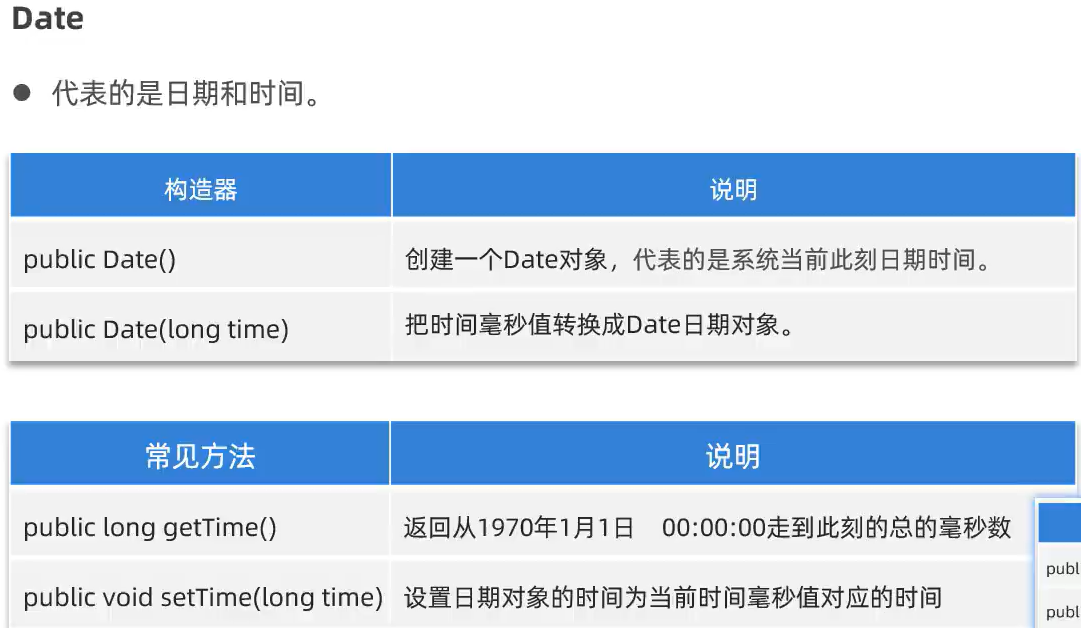 Date
● 代表的是日期和时间。
构造器 说明
public Date() 创建一个Date对象，代表的是系统当前此刻日期时间。
public Date(long time) 把时间毫秒值转换成Date日期对象。
常见方法 说明
public long getTime() 返回从1970年1月1日 00:00:00走到此刻的总的毫秒数
publ
public void setTime(long time) 设置日期对象的时间为当前时间毫秒值对应的时间
publ